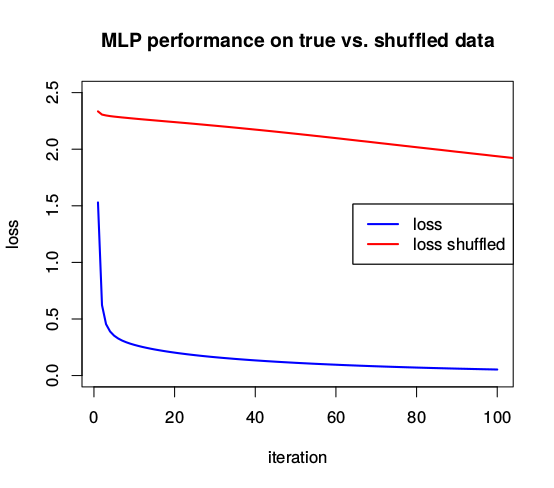 MLP performance on true vs. shuffled data
2.5
2.0
1.5
1.0
0.5
0.0
loss
loss
loss shuffled
0 20 40 60 80 100
iteration